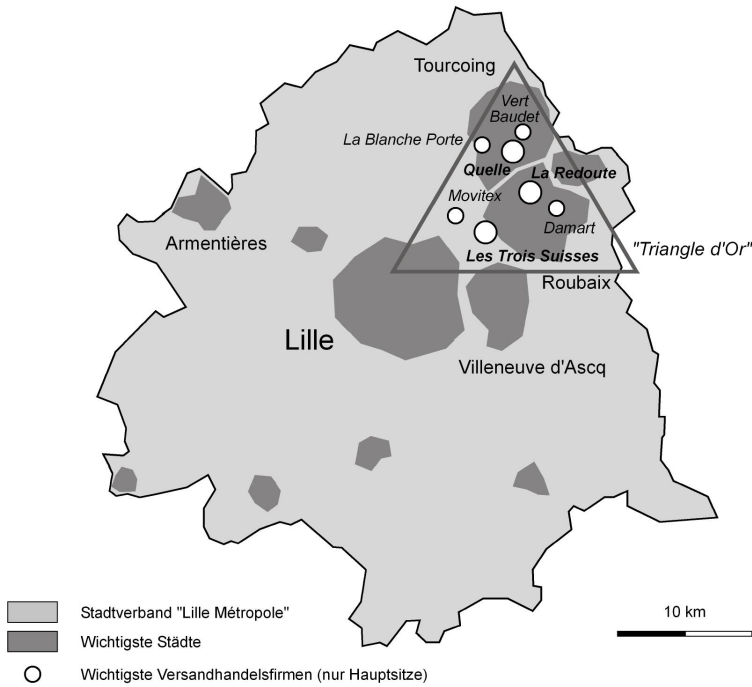 Tourcoing
Vert
Baudet
La Blanche Porte
Quelle
La Redoute
Movitex
Damart
Armentières
"Triangle d'Or"
Les Trois Suisses
Roubaix
Lille
Villeneuve d'Ascq
Stadtverband "Lille Métropole"
10 km
Wichtigste Städte
Wichtigste Versandhandelsfirmen (nur Hauptsitze)